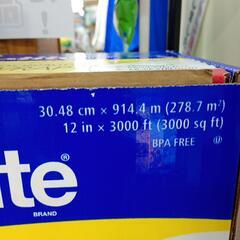 30.48 cm × 914.4 m (278.7 m²)
12 in × 3000 ft (3000 sq ft)
BPA FREE U
ite®
BRAND